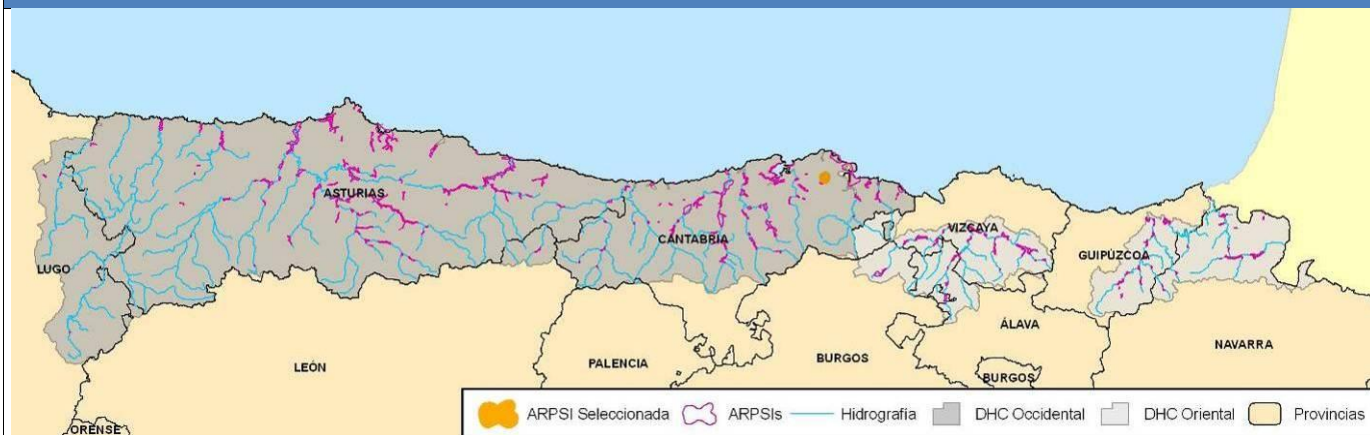 ASTURIAS
CANTABRIA
VIZCAYA
GUIPÚZCOA
LUGO
LEÓN
PALENCIA
BURGOS
ÁLAVA
NAVARRA
BURGOS
ORENSE
ARPSI Seleccionada ARPSIs Hidrografía DHC Occidental DHC Oriental Provincias